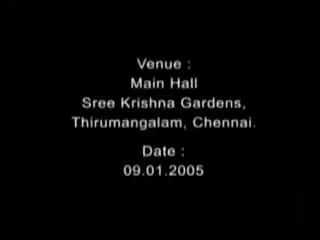 Venue :
Main Hall
Sree Krishna Gardens,
Thirumangalam, Chennai.
Date :
09.01.2005